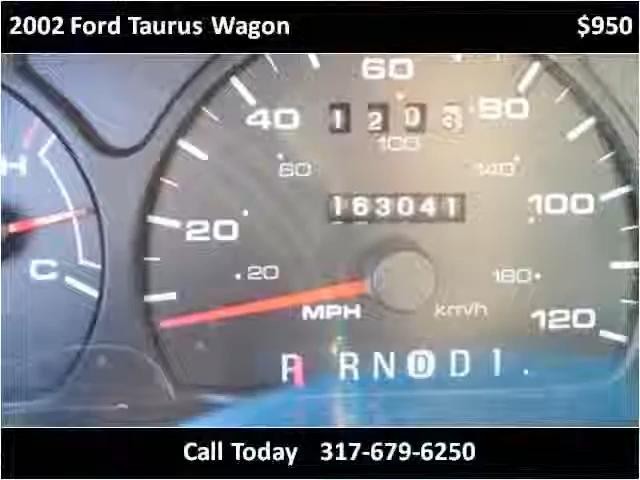 2002 Ford Taurus Wagon $950
60
40 1 2 0 3 80
100
H 60 140
163041 100
20
C 20 180
MPH km/h 120
P R N D D 1
Call Today 317-679-6250